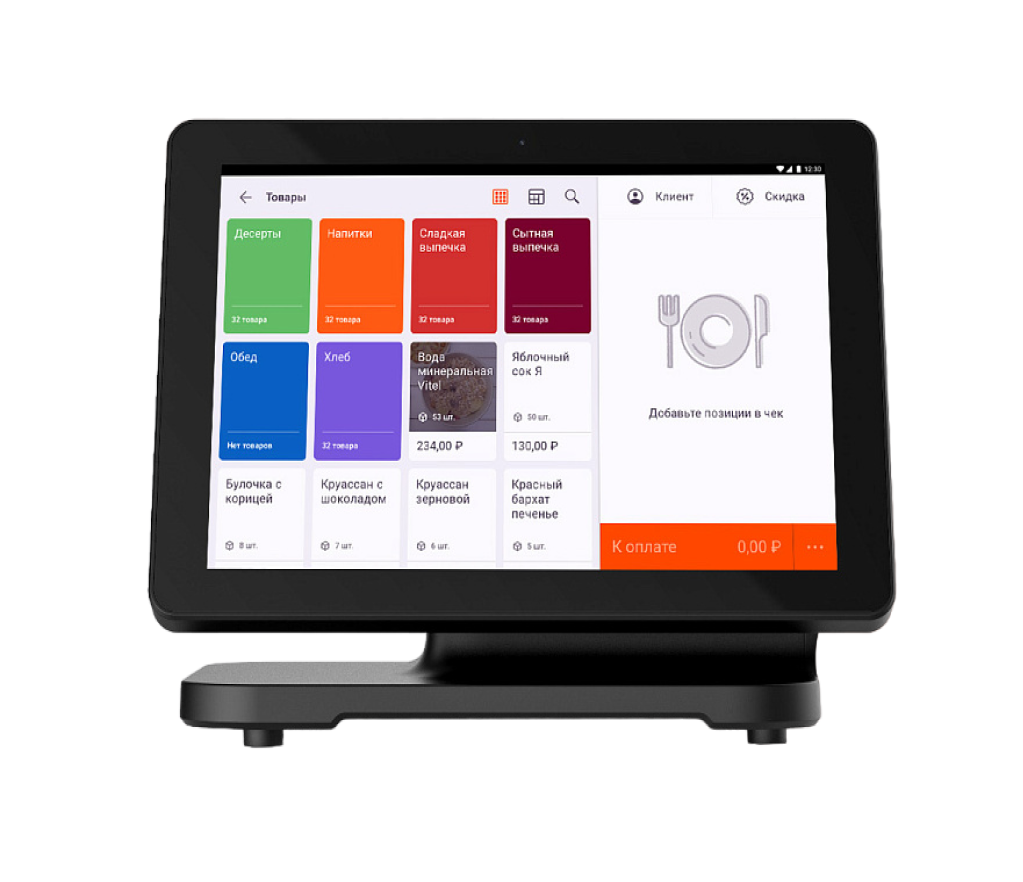 12:30
Товары
Клиент
Скидка
Десерты
32 товара
Напитки
32 товара
Сладкая
выпечка
32 товара
Сытная
выпечка
32 товара
Обед
Нет товаров
Хлеб
32 товара
Вода
минеральная
Vitel
53 шт.
234,00 ₽
Яблочный
сок Я
50 шт.
130,00 ₽
Булочка с
корицей
8 шт.
Круассан с
шоколадом
7 шт.
Круассан
зерновой
6 шт.
Красный
бархат
печенье
5 шт.
Добавьте позиции в чек
К оплате 0,00 ₽